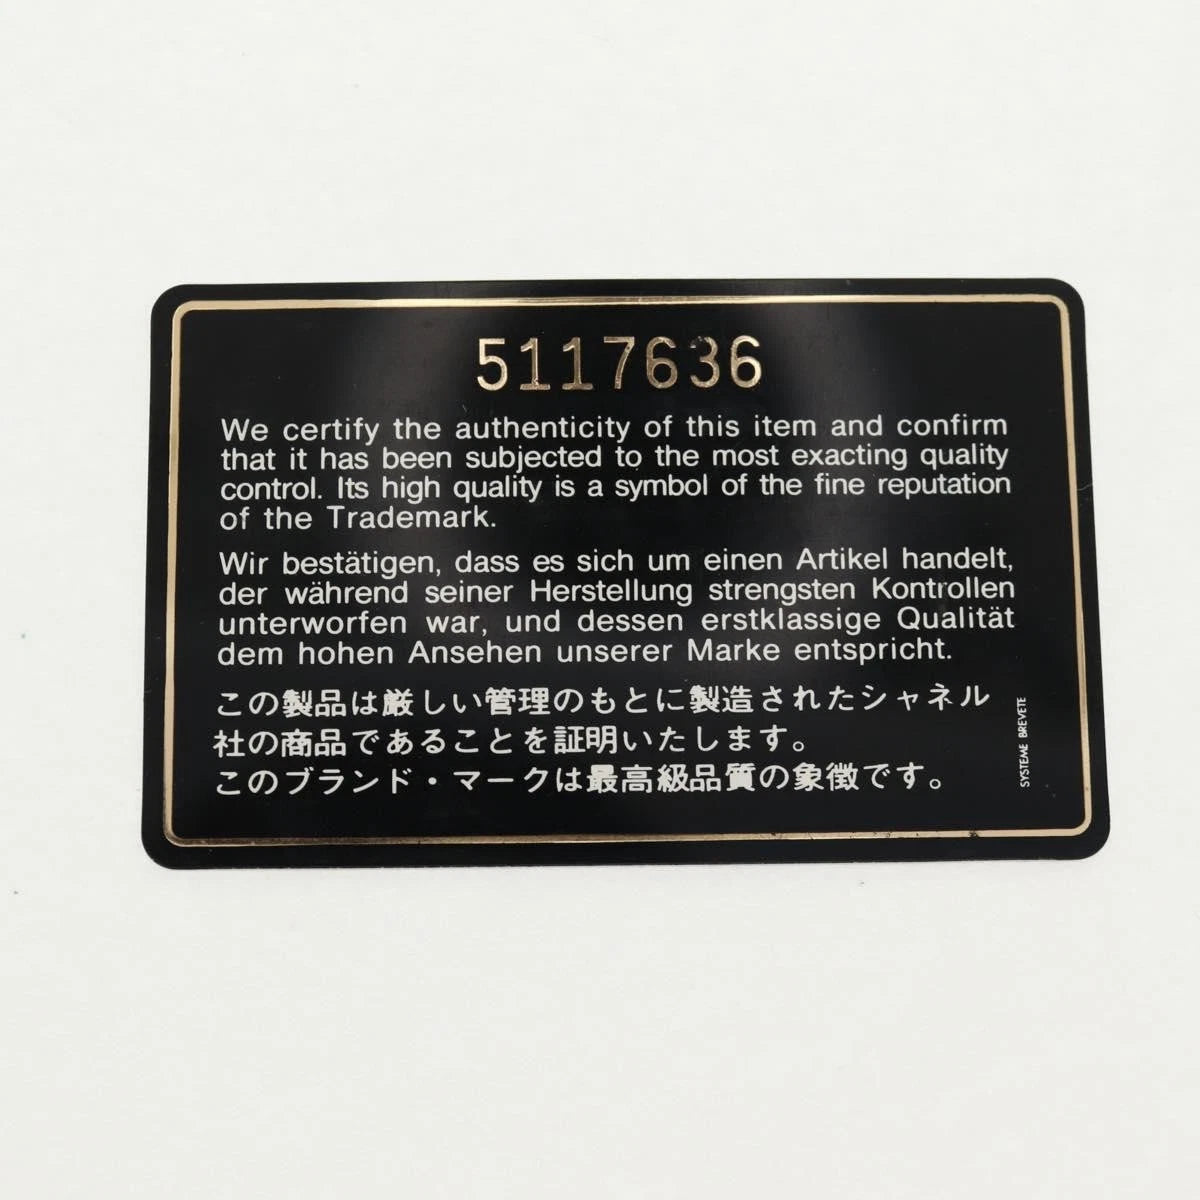 5117636
We certify the authenticity of this item and confirm
that it has been subjected to the most exacting quality
control. Its high quality is a symbol of the fine reputation
of the Trademark.
Wir bestätigen, dass es sich um einen Artikel handelt,
der während seiner Herstellung strengsten Kontrollen
unterworfen war, und dessen erstklassige Qualität
dem hohen Ansehen unserer Marke entspricht.
この製品は厳しい管理のもとに製造されたシャネル
社の商品であることを証明いたします。
このブランド・マークは最高級品質の象徴です。
SYSTEME BREVETE